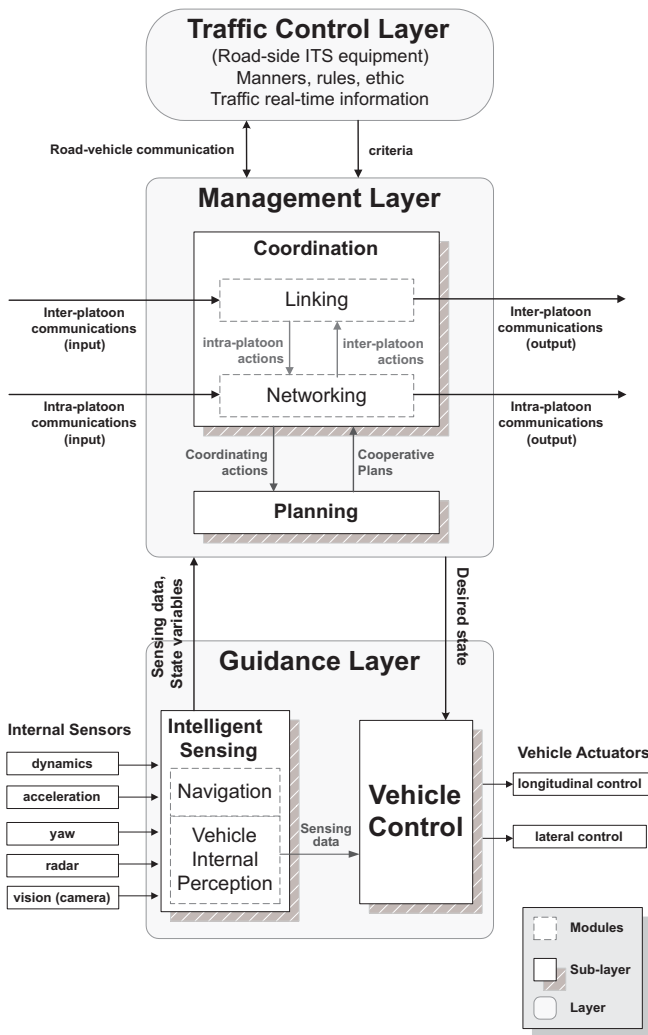 Traffic Control Layer
(Road-side ITS equipment)
Manners, rules, ethic
Traffic real-time information
Road-vehicle communication
criteria
Management Layer
Coordination
Linking
Inter-platoon
communications
(input)
Inter-platoon
communications
(output)
intra-platoon
actions
inter-platoon
actions
Networking
Intra-platoon
communications
(input)
Intra-platoon
communications
(output)
Coordinating
actions
Cooperative
Plans
Planning
Sensing data,
State variables
Desired state
Guidance Layer
Internal Sensors
dynamics
acceleration
yaw
radar
vision (camera)
Intelligent
Sensing
Navigation
Vehicle
Internal
Perception
Sensing
data
Vehicle
Control
Vehicle Actuators
longitudinal control
lateral control
Modules
Sub-layer
Layer